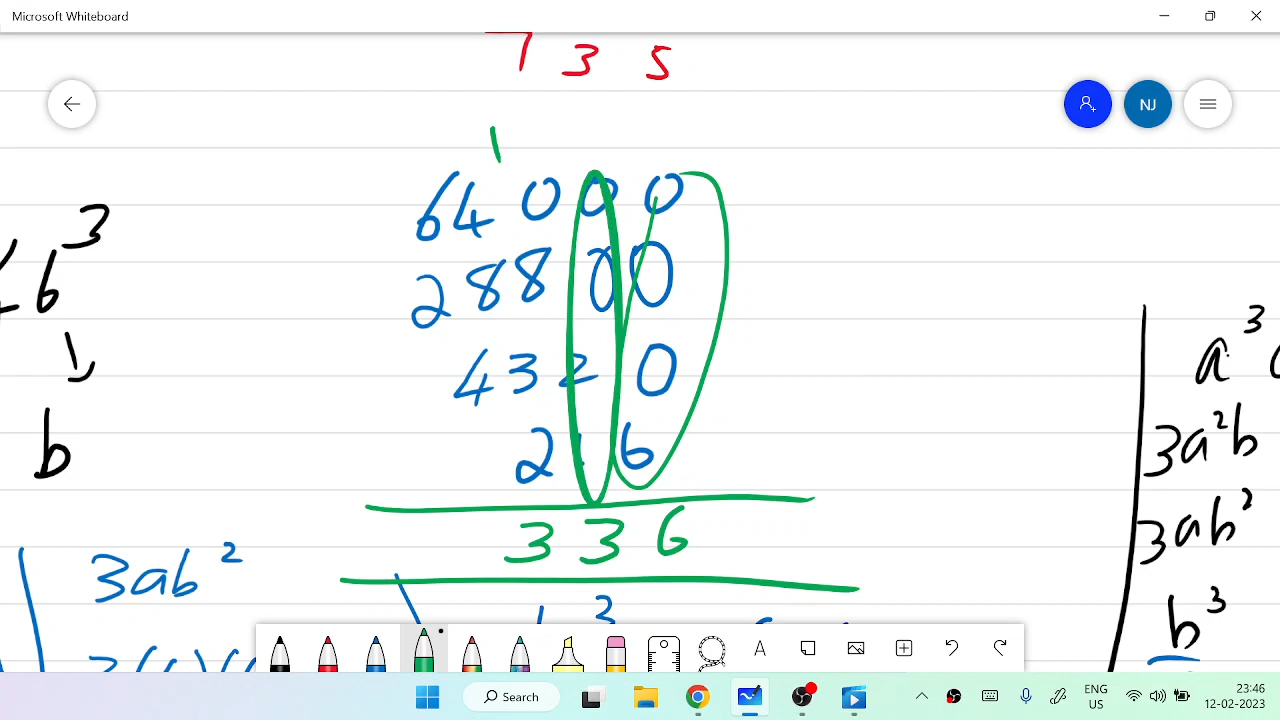 Microsoft Whiteboard
7 3 5
NJ
1
64000
28800
4320
216
336
46³
b
a³
3a²b
3ab²
b³
3ab²
A
Search
ENG
US
23:46
12-02-2023